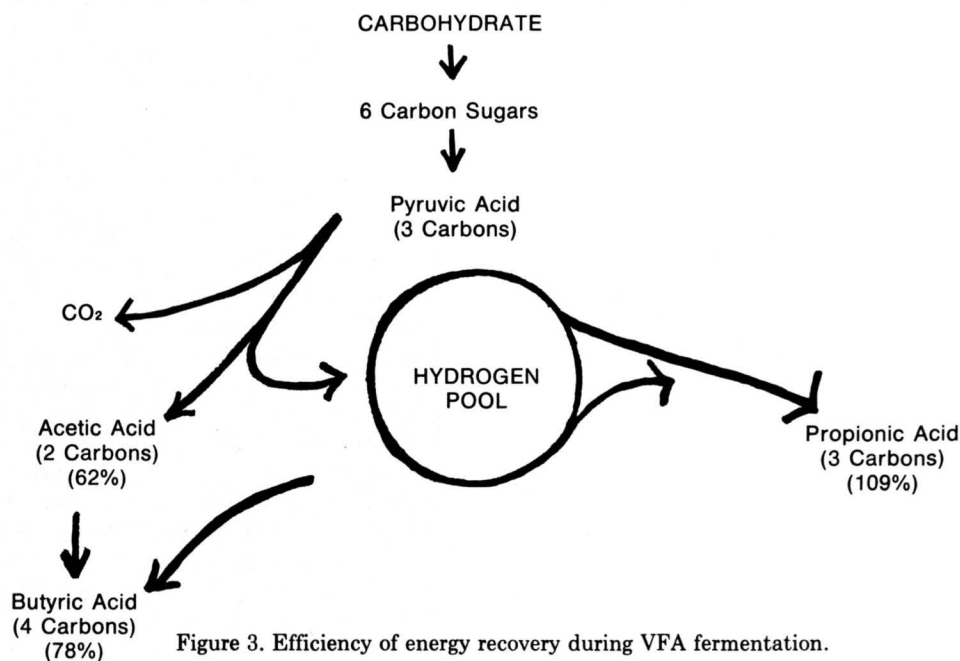 CARBOHYDRATE
6 Carbon Sugars
Pyruvic Acid
(3 Carbons)
CO₂
HYDROGEN
POOL
Acetic Acid
(2 Carbons)
(62%)
Propionic Acid
(3 Carbons)
(109%)
Butyric Acid
(4 Carbons)
(78%)
Figure 3. Efficiency of energy recovery during VFA fermentation.